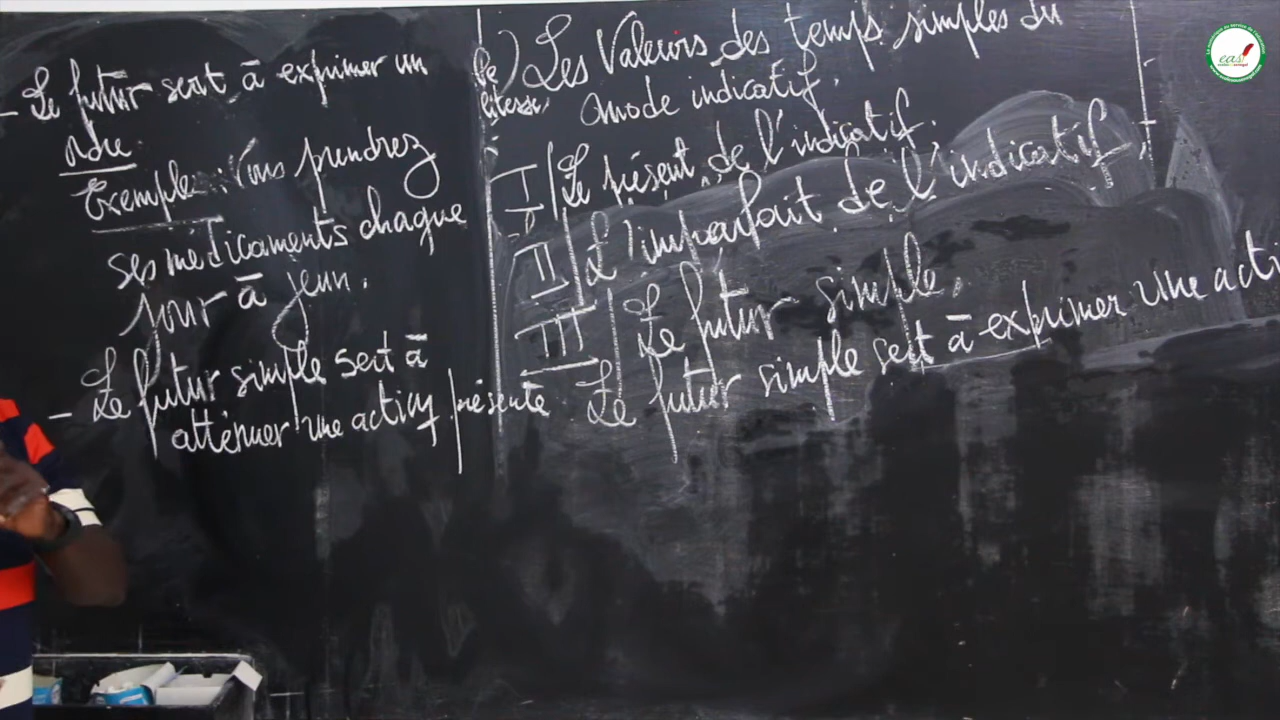 - Le futur sert à exprimer un
ordre.
Exemple : Vous prendrez
ses médicaments chaque
jour à jeun.
- Le futur simple sert à
atténuer une action présente
litesse
) Les Valeurs des temps simples du
mode indicatif.
I Le présent de l'indicatif.
II L'imparfait de l'indicatif.
III Le futur simple.
Le futur simple sert à exprimer une acti
eas!